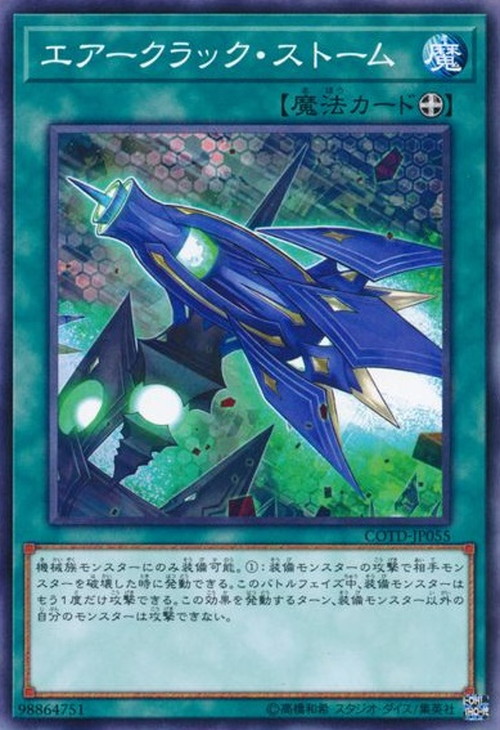 エアークラック・ストーム
魔
【魔法カード】
COTD-JP055
機械族モンスターにのみ装備可能。①：装備モンスターの攻撃で相手モン
スターを破壊した時に発動できる。このバトルフェイズ中、装備モンスターは
もう１度だけ攻撃できる。この効果を発動するターン、装備モンスター以外の
自分のモンスターは攻撃できない。
98864751
©高橋和希 スタジオ・ダイス/集英社